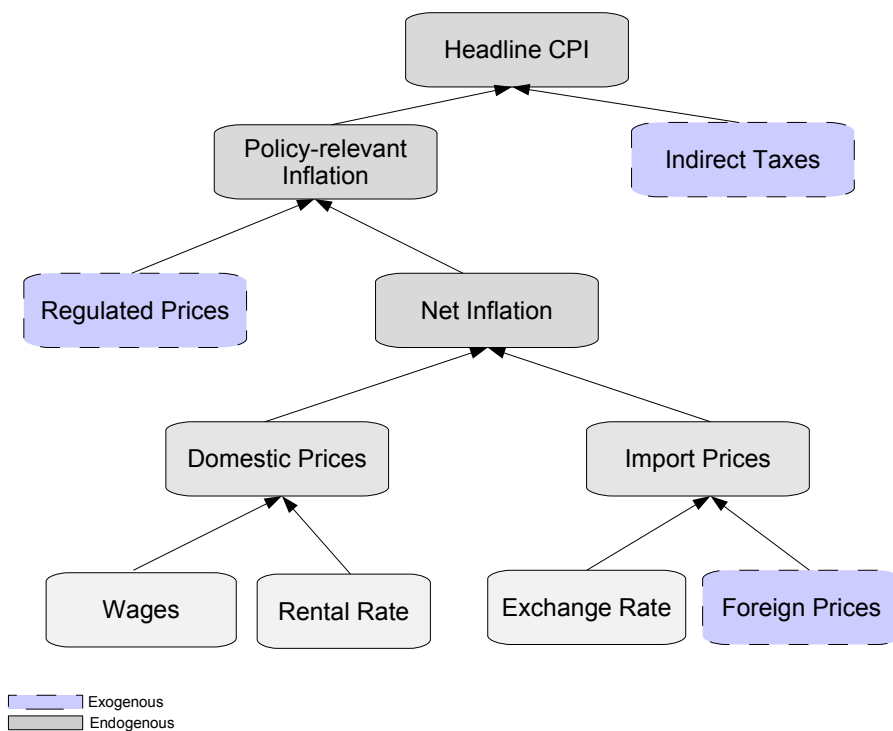 Headline CPI
Policy-relevant
Inflation
Indirect Taxes
Regulated Prices
Net Inflation
Domestic Prices
Import Prices
Wages
Rental Rate
Exchange Rate
Foreign Prices
Exogenous
Endogenous